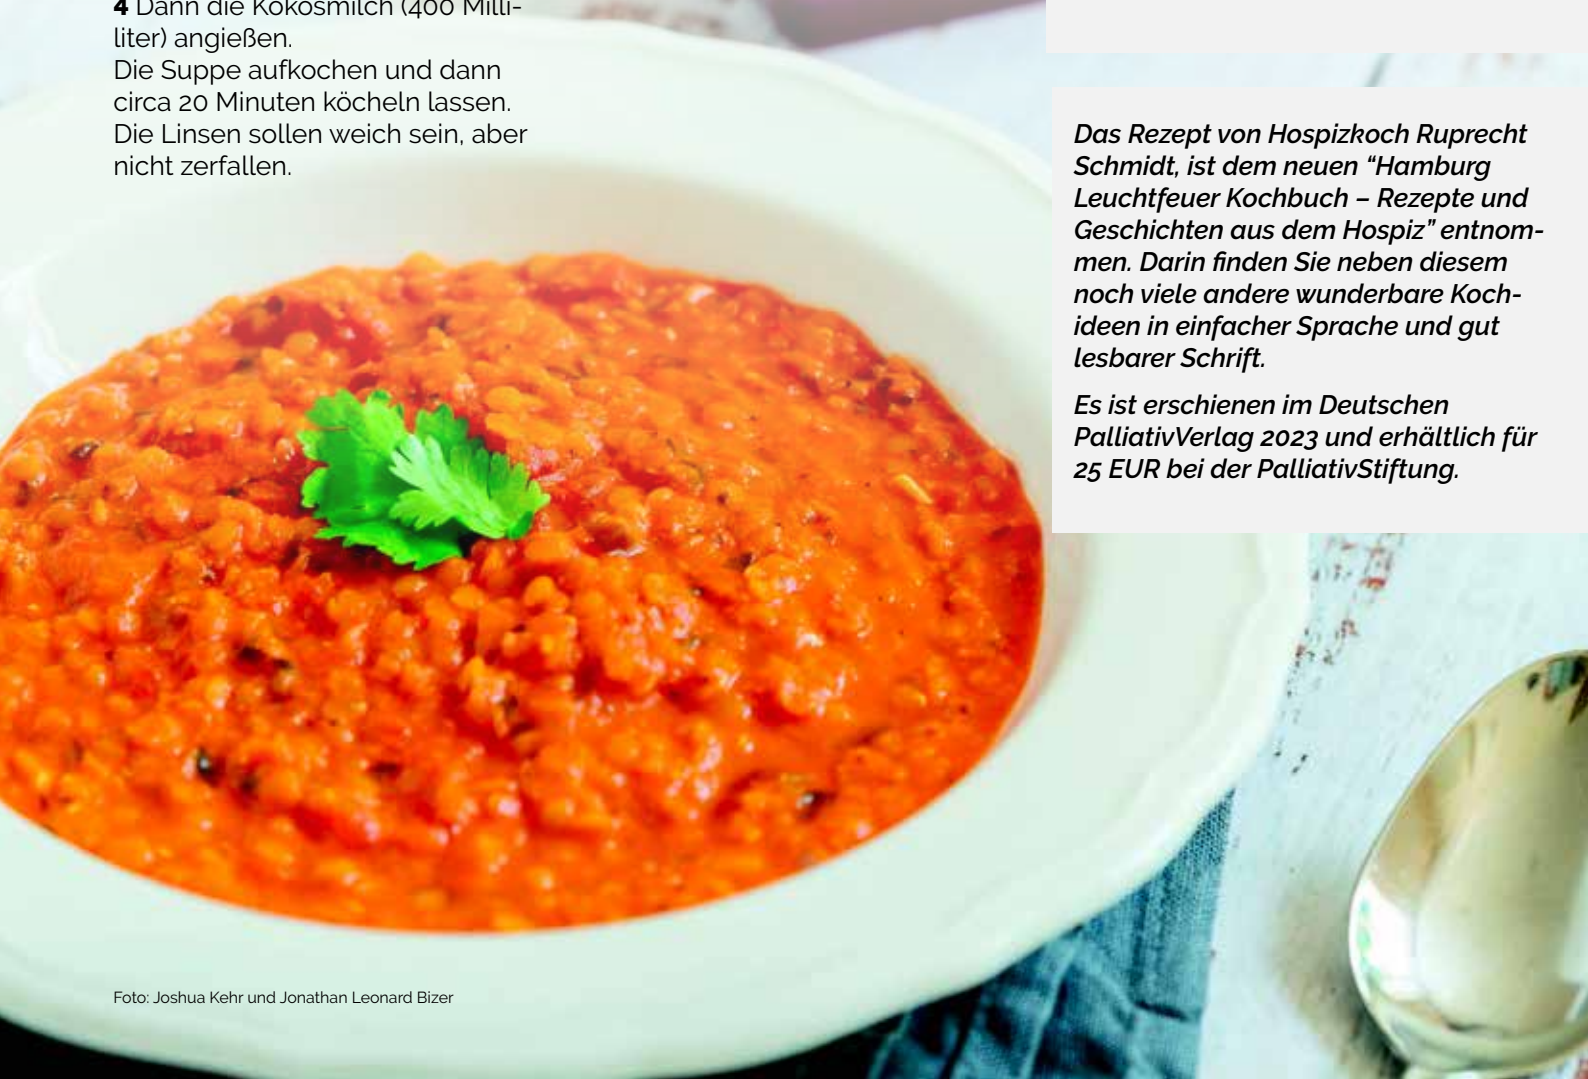 4 Dann die Kokosmilch (400 Milli-
liter) angießen.
Die Suppe aufkochen und dann
circa 20 Minuten köcheln lassen.
Die Linsen sollen weich sein, aber
nicht zerfallen.
Das Rezept von Hospizkoch Ruprecht
Schmidt, ist dem neuen “Hamburg
Leuchtfeuer Kochbuch – Rezepte und
Geschichten aus dem Hospiz” entnom-
men. Darin finden Sie neben diesem
noch viele andere wunderbare Koch-
ideen in einfacher Sprache und gut
lesbarer Schrift.
Es ist erschienen im Deutschen
PalliativVerlag 2023 und erhältlich für
25 EUR bei der PalliativStiftung.
Foto: Joshua Kehr und Jonathan Leonard Bizer